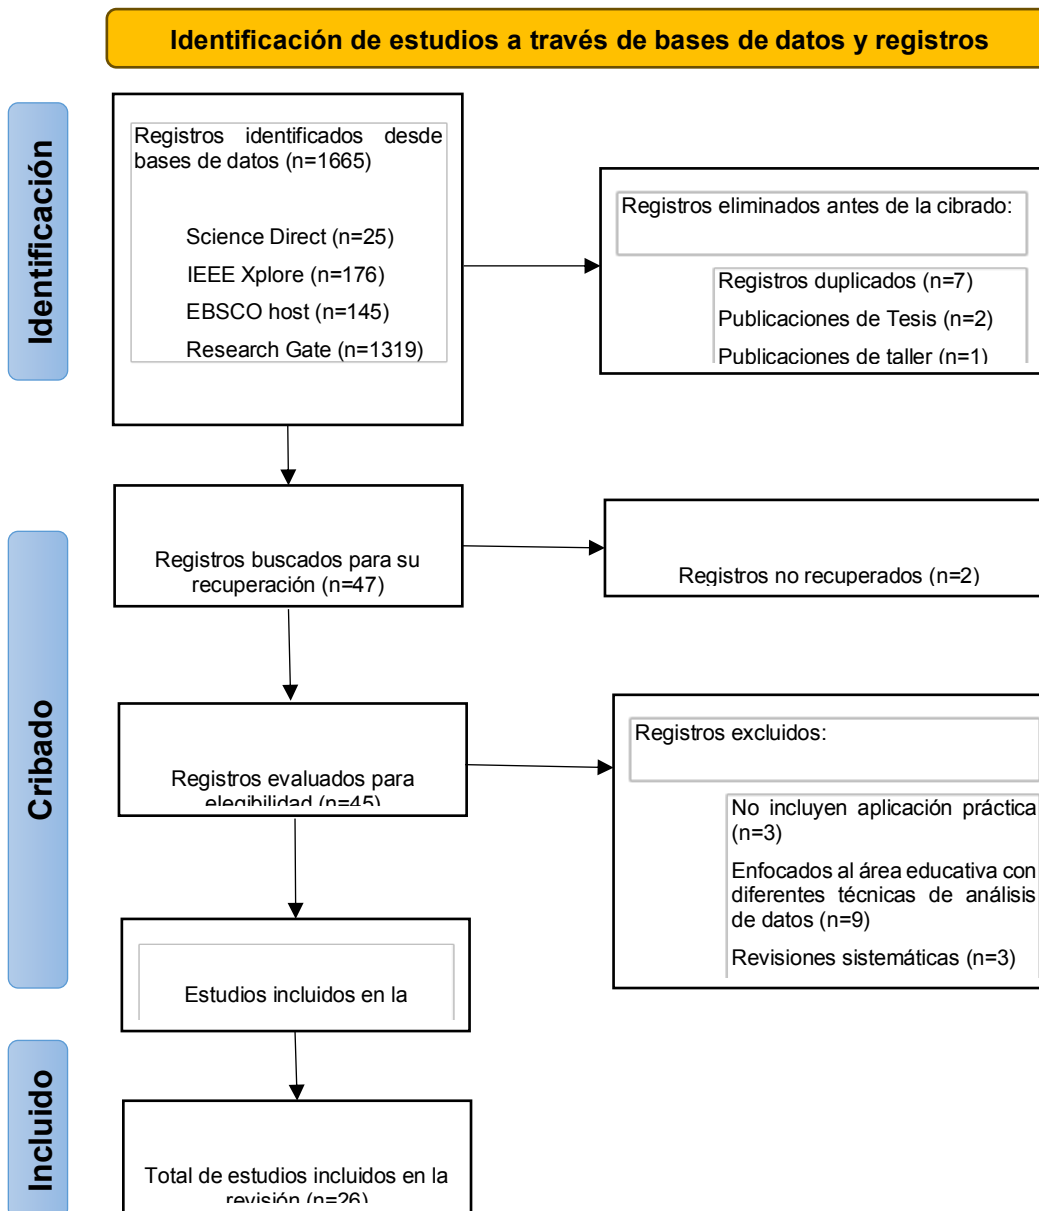 Identificación de estudios a través de bases de datos y registros
Identificación
Registros identificados desde
bases de datos (n=1665)
Science Direct (n=25)
IEEE Xplore (n=176)
EBSCO host (n=145)
Research Gate (n=1319)
Registros eliminados antes de la cibrado:
Registros duplicados (n=7)
Publicaciones de Tesis (n=2)
Publicaciones de taller (n=1)
Cribado
Registros buscados para su
recuperación (n=47)
Registros no recuperados (n=2)
Registros evaluados para
elegibilidad (n=45)
Registros excluidos:
No incluyen aplicación práctica
(n=3)
Enfocados al área educativa con
diferentes técnicas de análisis
de datos (n=9)
Revisiones sistemáticas (n=3)
Estudios incluidos en la
Incluido
Total de estudios incluidos en la
revisión (n=26)